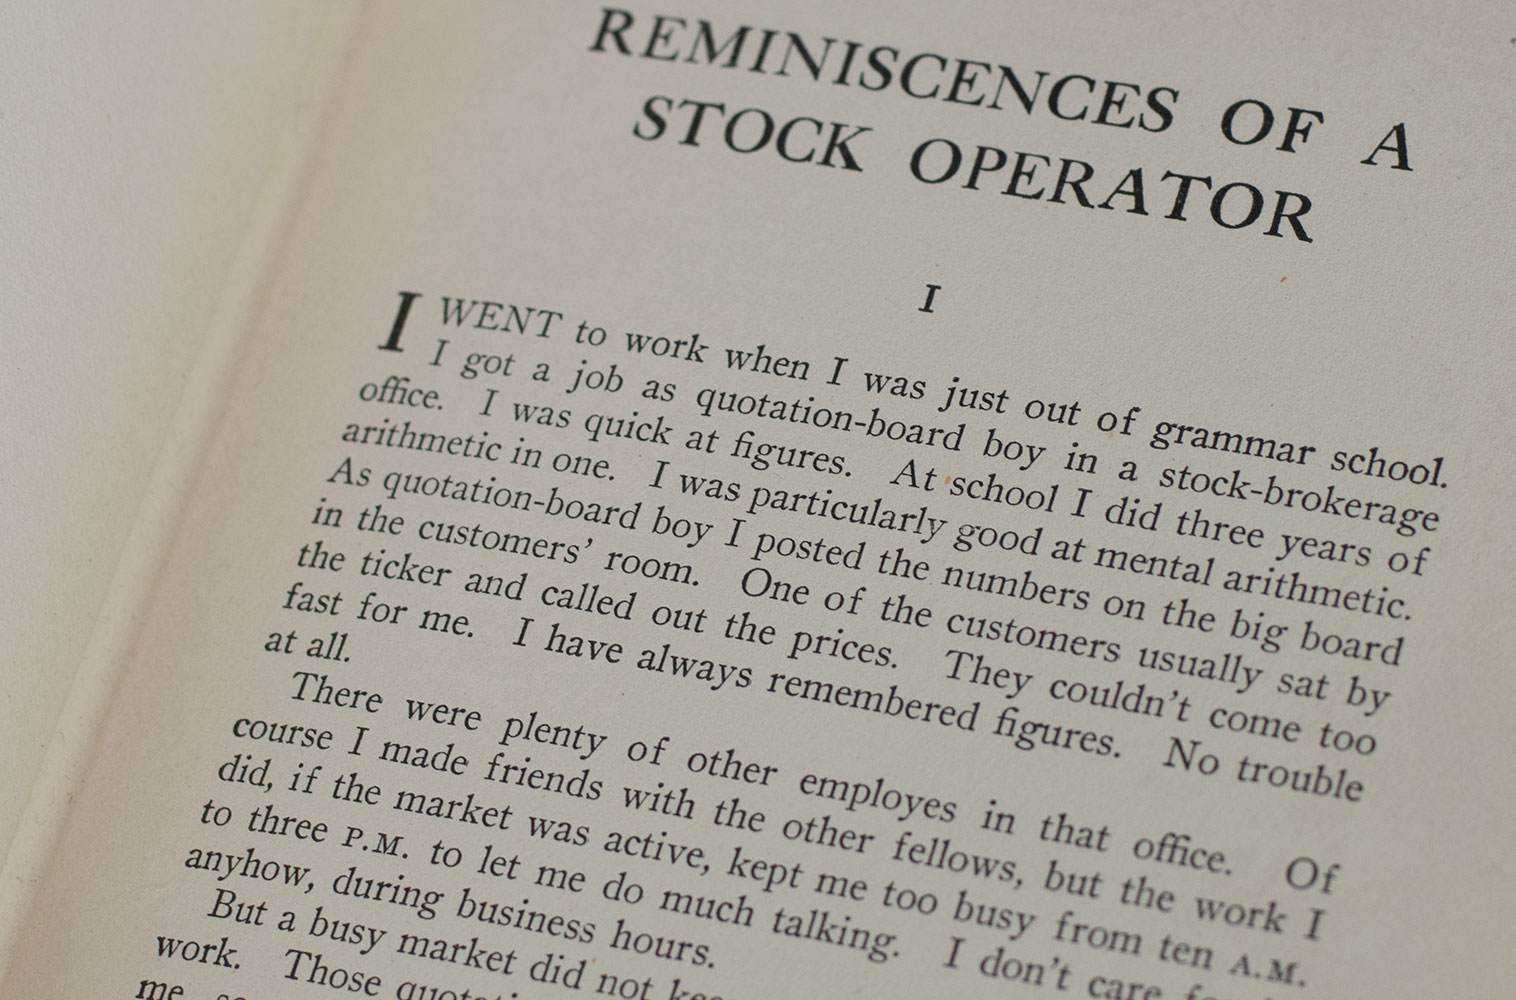 REMINISCENCES OF A
STOCK OPERATOR
I
I WENT to work when I was just out of grammar school.
I got a job as quotation-board boy in a stock-brokerage
office. I was quick at figures. At school I did three years of
arithmetic in one. I was particularly good at mental arithmetic.
As quotation-board boy I posted the numbers on the big board
in the customers' room. One of the customers usually sat by
the ticker and called out the prices. They couldn't come too
fast for me. I have always remembered figures. No trouble
at all.
There were plenty of other employes in that office. Of
course I made friends with the other fellows, but the work I
did, if the market was active, kept me too busy from ten A.M.
to three P.M. to let me do much talking. I don't care
anyhow, during business hours.
But a busy market did not
work. Those
me